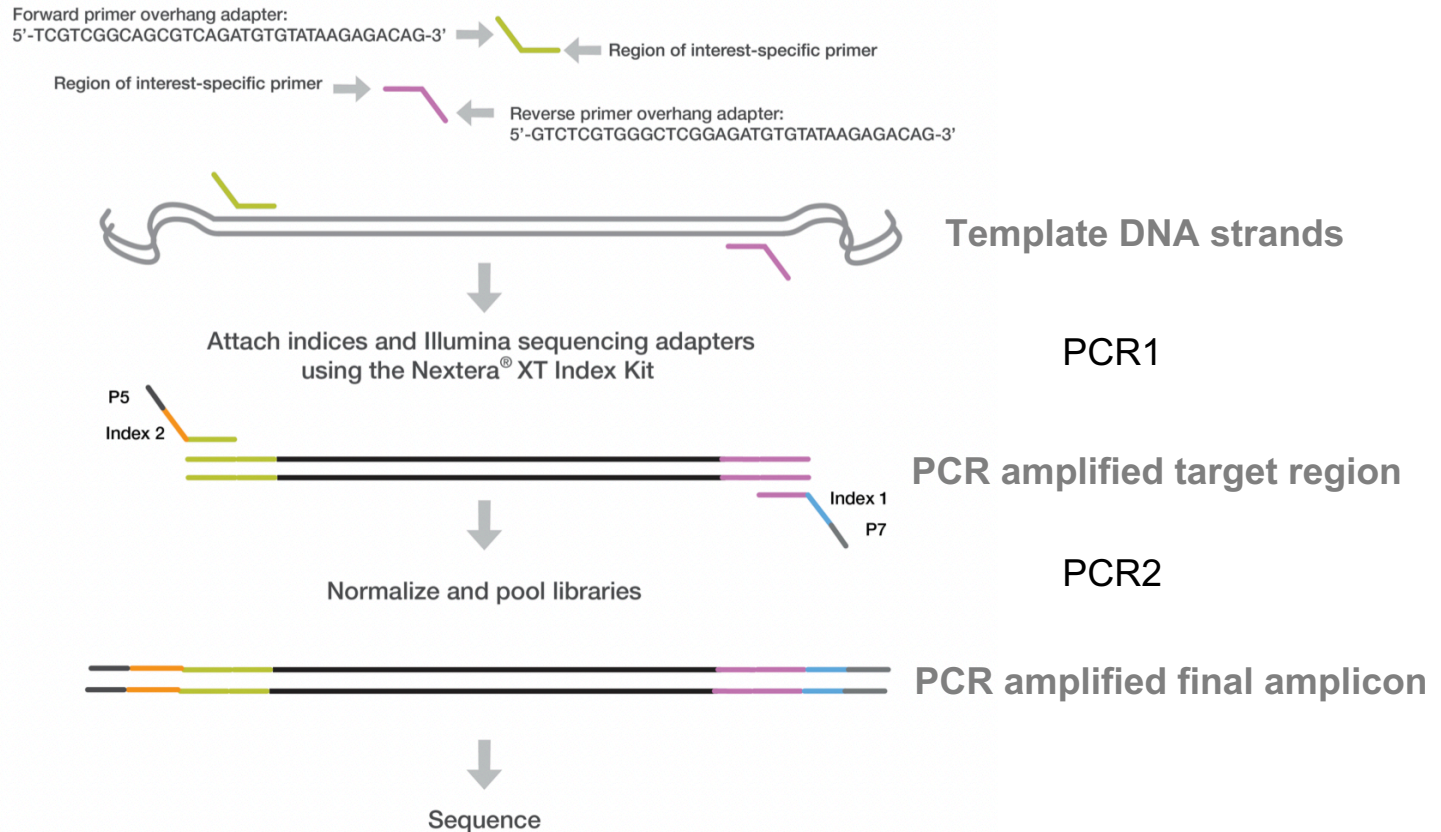 Forward primer overhang adapter:
5’-TCGTCGGCAGCGTCAGATGTGTATAAGAGACAG-3’
Region of interest-specific primer
Region of interest-specific primer
Reverse primer overhang adapter:
5’-GTCTCGTGGGCTCGGAGATGTGTATAAGAGACAG-3’
Template DNA strands
Attach indices and Illumina sequencing adapters
using the Nextera® XT Index Kit
PCR1
P5
Index 2
PCR amplified target region
Index 1
P7
PCR2
Normalize and pool libraries
PCR amplified final amplicon
Sequence